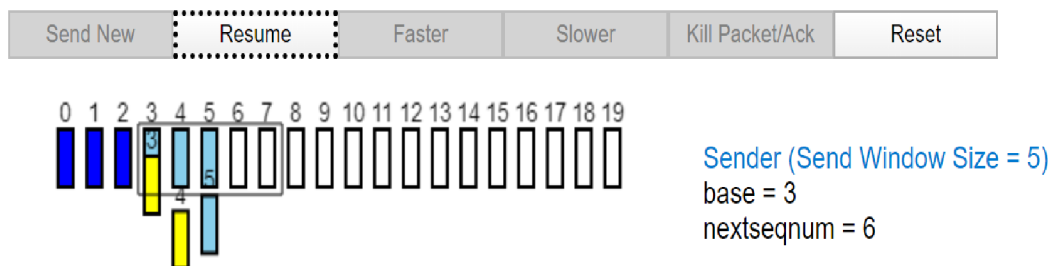 Send New Resume Faster Slower Kill Packet/Ack Reset
0 1 2 3 4 5 6 7 8 9 10 11 12 13 14 15 16 17 18 19
3
5
4
Sender (Send Window Size = 5)
base = 3
nextseqnum = 6